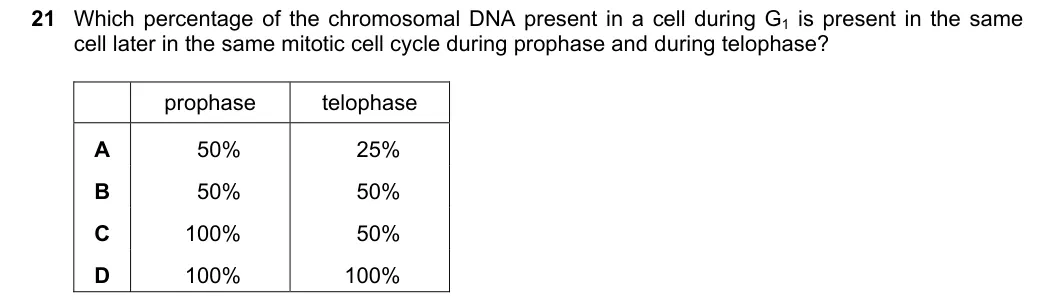 21 Which percentage of the chromosomal DNA present in a cell during G₁ is present in the same
cell later in the same mitotic cell cycle during prophase and during telophase?
prophase telophase
A 50% 25%
B 50% 50%
C 100% 50%
D 100% 100%